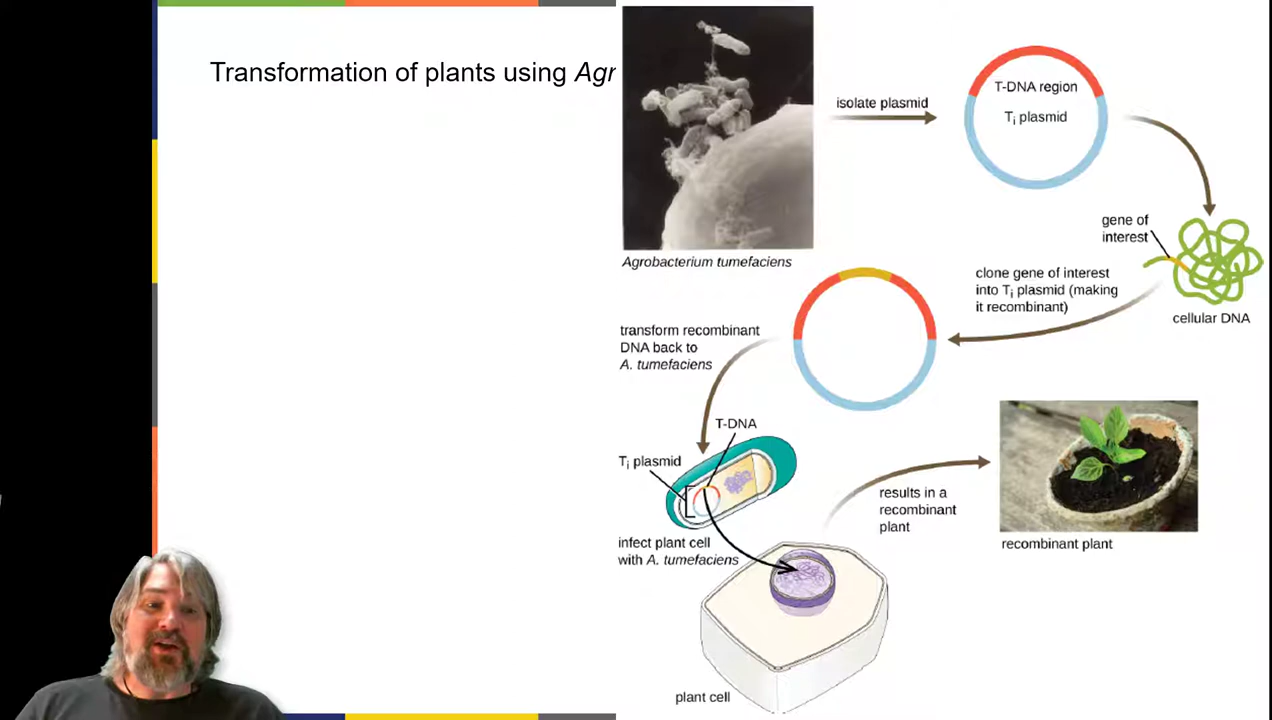 Transformation of plants using Agr
isolate plasmid
T-DNA region
Ti plasmid
Agrobacterium tumefaciens
gene of
interest
cellular DNA
clone gene of interest
into Ti plasmid (making
it recombinant)
transform recombinant
DNA back to
A. tumefaciens
T-DNA
Ti plasmid
infect plant cell
with A. tumefaciens
plant cell
results in a
recombinant
plant
recombinant plant